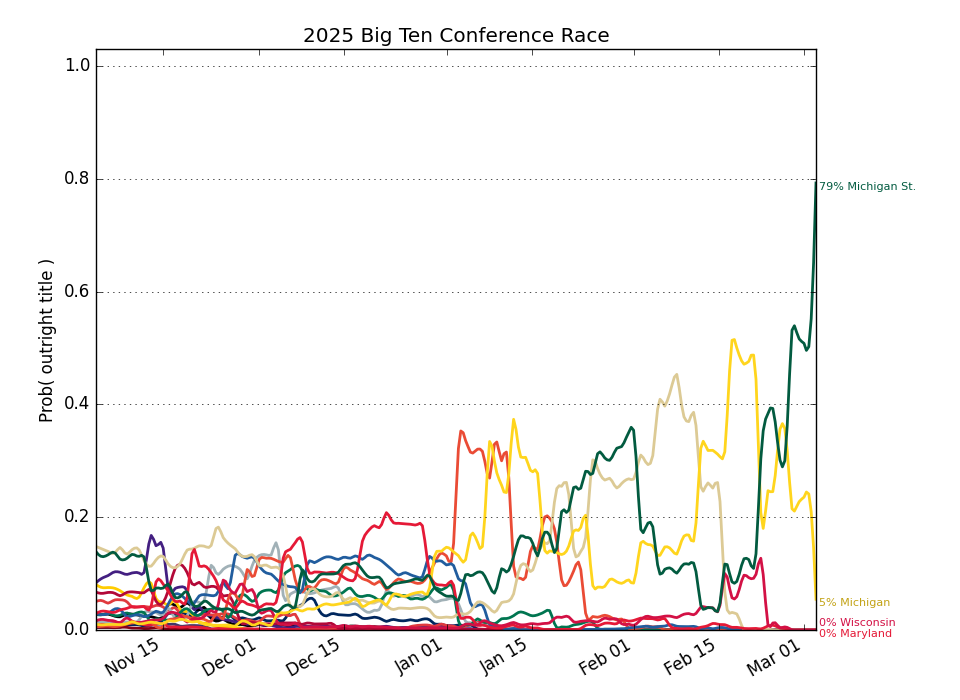 2025 Big Ten Conference Race
1.0
0.8
0.6
0.4
0.2
0.0
Prob( outright title )
79% Michigan St.
5% Michigan
0% Wisconsin
0% Maryland
Nov 15
Dec 01
Dec 15
Jan 01
Jan 15
Feb 01
Feb 15
Mar 01